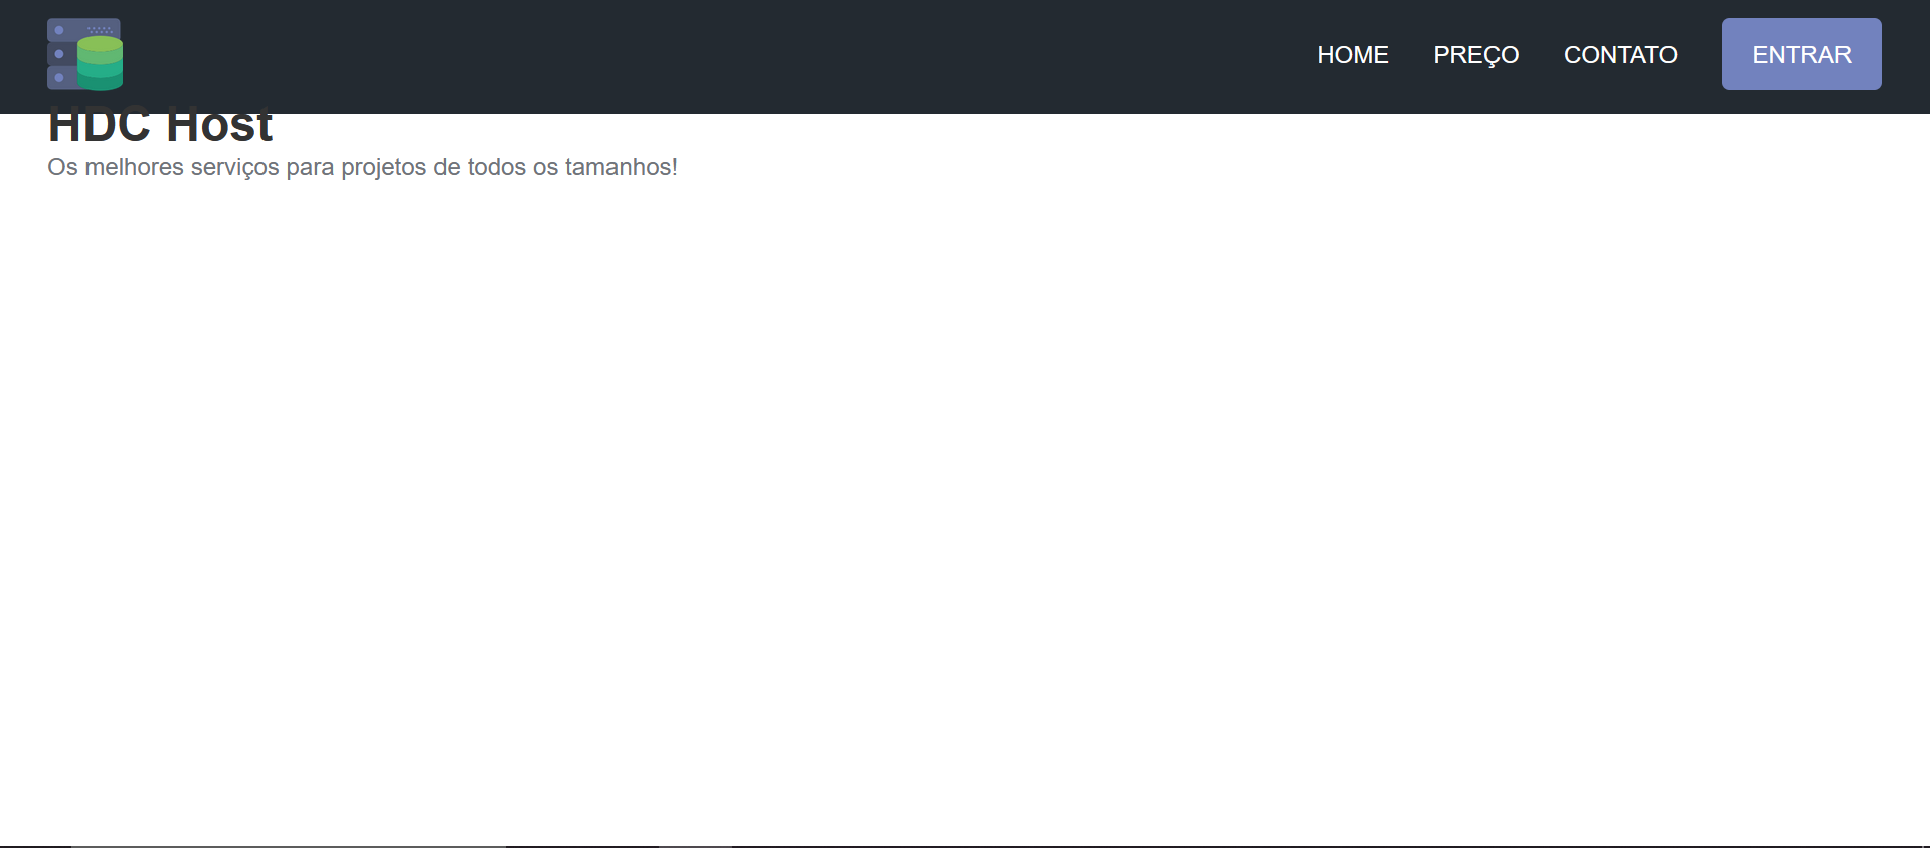 HOME PREÇO CONTATO ENTRAR
HDC Host
Os melhores serviços para projetos de todos os tamanhos!